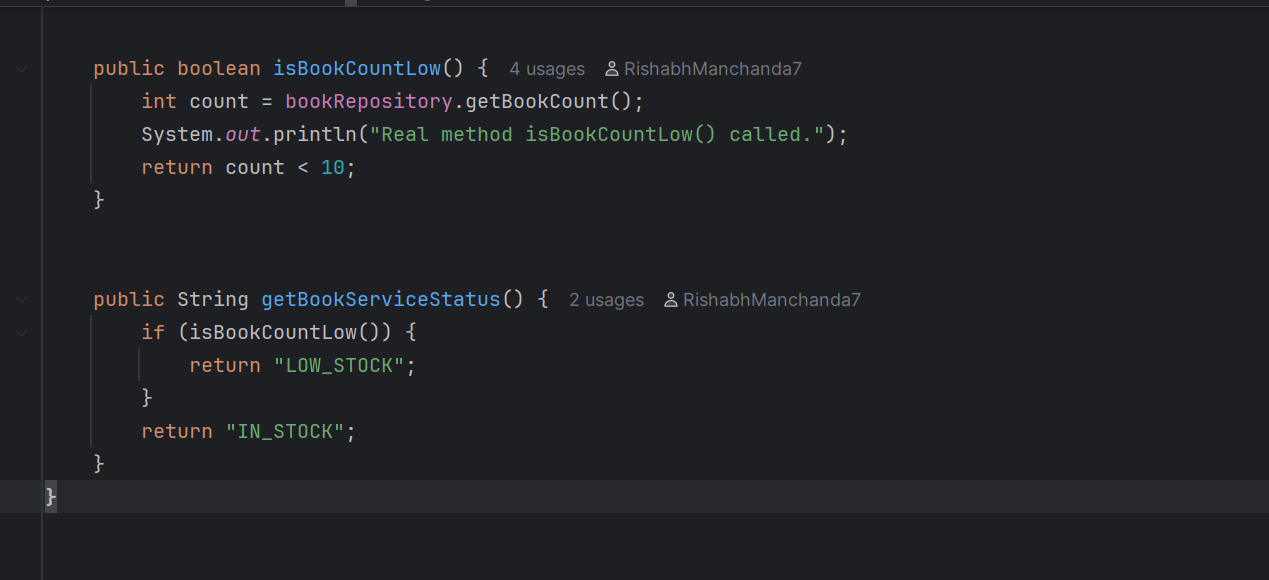 public boolean isBookCountLow() { 4 usages RishabhManchanda7
int count = bookRepository.getBookCount();
System.out.println("Real method isBookCountLow() called.");
return count < 10;
}
public String getBookServiceStatus() { 2 usages RishabhManchanda7
if (isBookCountLow()) {
return "LOW_STOCK";
}
return "IN_STOCK";
}
}